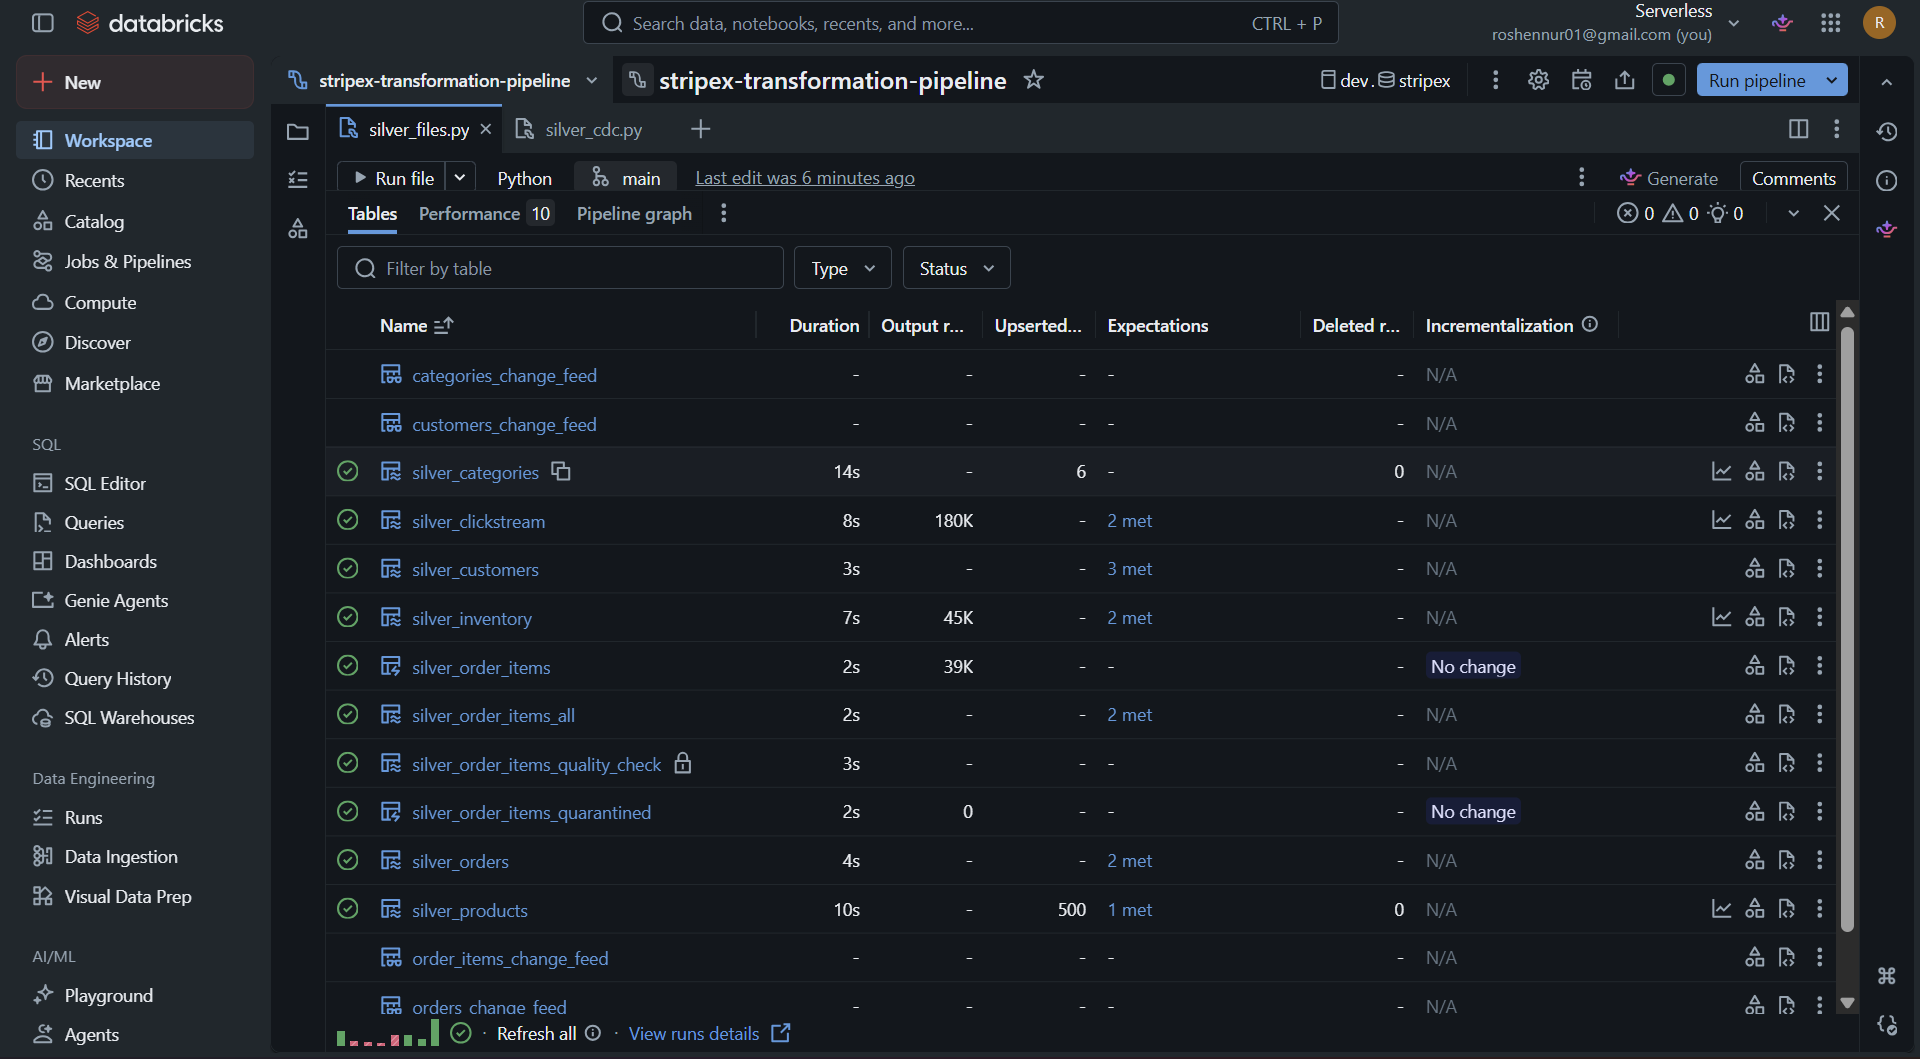 databricks
Search data, notebooks, recents, and more...
CTRL + P
Serverless
roshennur01@gmail.com (you)
R
New
Workspace
Recents
Catalog
Jobs & Pipelines
Compute
Discover
Marketplace
SQL
SQL Editor
Queries
Dashboards
Genie Agents
Alerts
Query History
SQL Warehouses
Data Engineering
Runs
Data Ingestion
Visual Data Prep
AI/ML
Playground
Agents
stripex-transformation-pipeline
stripex-transformation-pipeline
dev. stripex
Run pipeline
silver_files.py
silver_cdc.py
Run file
Python
main
Last edit was 6 minutes ago
Generate
Comments
Tables
Performance 10
Pipeline graph
0 0 0
Filter by table
Type
Status
Name Duration Output r... Upserted... Expectations Deleted r... Incrementalization
categories_change_feed - - - - - N/A
customers_change_feed - - - - - N/A
silver_categories 14s - 6 - 0 N/A
silver_clickstream 8s 180K - 2 met - N/A
silver_customers 3s - - 3 met - N/A
silver_inventory 7s 45K - 2 met - N/A
silver_order_items 2s 39K - - - No change
silver_order_items_all 2s - - 2 met - N/A
silver_order_items_quality_check 3s - - - - N/A
silver_order_items_quarantined 2s 0 - - - No change
silver_orders 4s - - 2 met - N/A
silver_products 10s - 500 1 met 0 N/A
order_items_change_feed - - - - - N/A
orders_change_feed - - - - - N/A
· Refresh all · View runs details